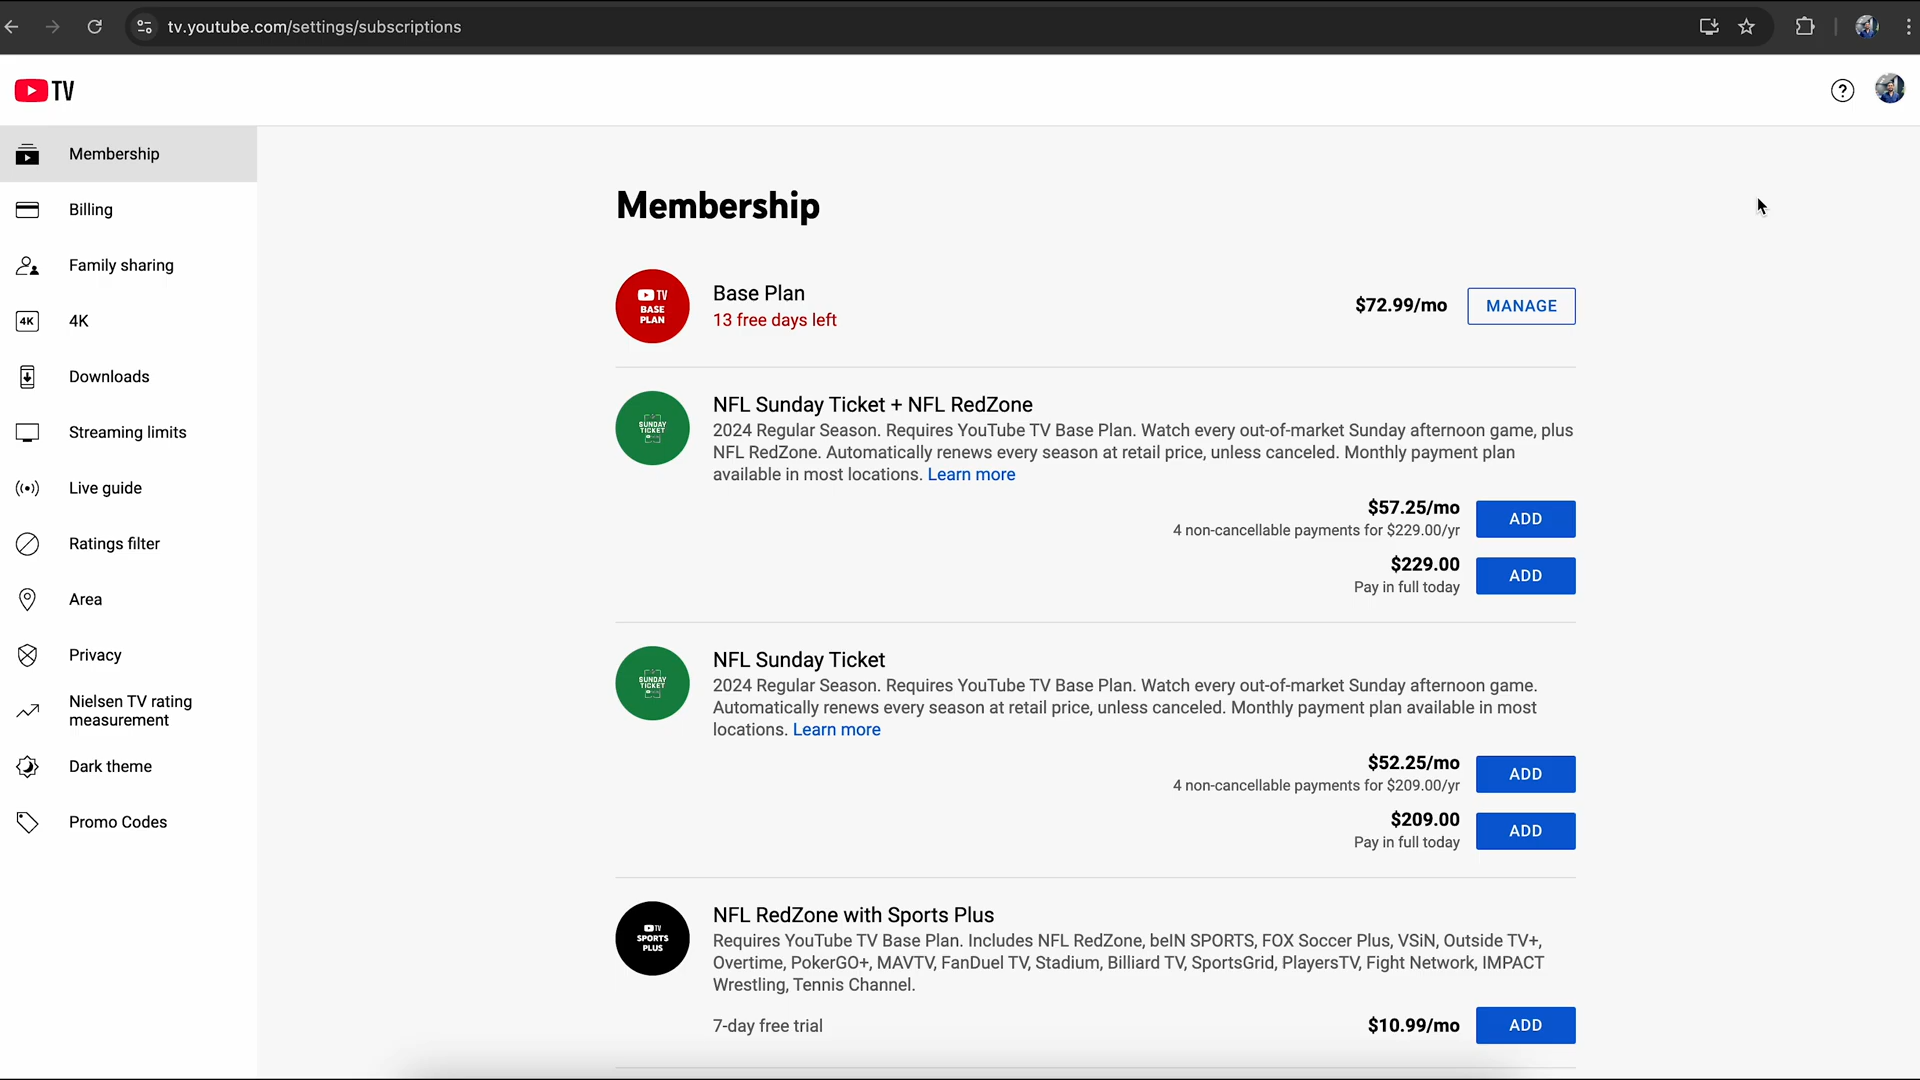 tv.youtube.com/settings/subscriptions
TV
Membership
Billing
Family sharing
4K
4K
Downloads
Streaming limits
Live guide
Ratings filter
Area
Privacy
Nielsen TV rating
measurement
Dark theme
Promo Codes
Membership
TV
BASE
PLAN
Base Plan
13 free days left
$72.99/mo
MANAGE
SUNDAY
TICKET
NFL Sunday Ticket + NFL RedZone
2024 Regular Season. Requires YouTube TV Base Plan. Watch every out-of-market Sunday afternoon game, plus
NFL RedZone. Automatically renews every season at retail price, unless canceled. Monthly payment plan
available in most locations. Learn more
$57.25/mo
4 non-cancellable payments for $229.00/yr
ADD
$229.00
Pay in full today
ADD
SUNDAY
TICKET
NFL Sunday Ticket
2024 Regular Season. Requires YouTube TV Base Plan. Watch every out-of-market Sunday afternoon game.
Automatically renews every season at retail price, unless canceled. Monthly payment plan available in most
locations. Learn more
$52.25/mo
4 non-cancellable payments for $209.00/yr
ADD
$209.00
Pay in full today
ADD
TV
SPORTS
PLUS
NFL RedZone with Sports Plus
Requires YouTube TV Base Plan. Includes NFL RedZone, beIN SPORTS, FOX Soccer Plus, VSiN, Outside TV+,
Overtime, PokerGO+, MAVTV, FanDuel TV, Stadium, Billiard TV, SportsGrid, PlayersTV, Fight Network, IMPACT
Wrestling, Tennis Channel.
7-day free trial
$10.99/mo
ADD